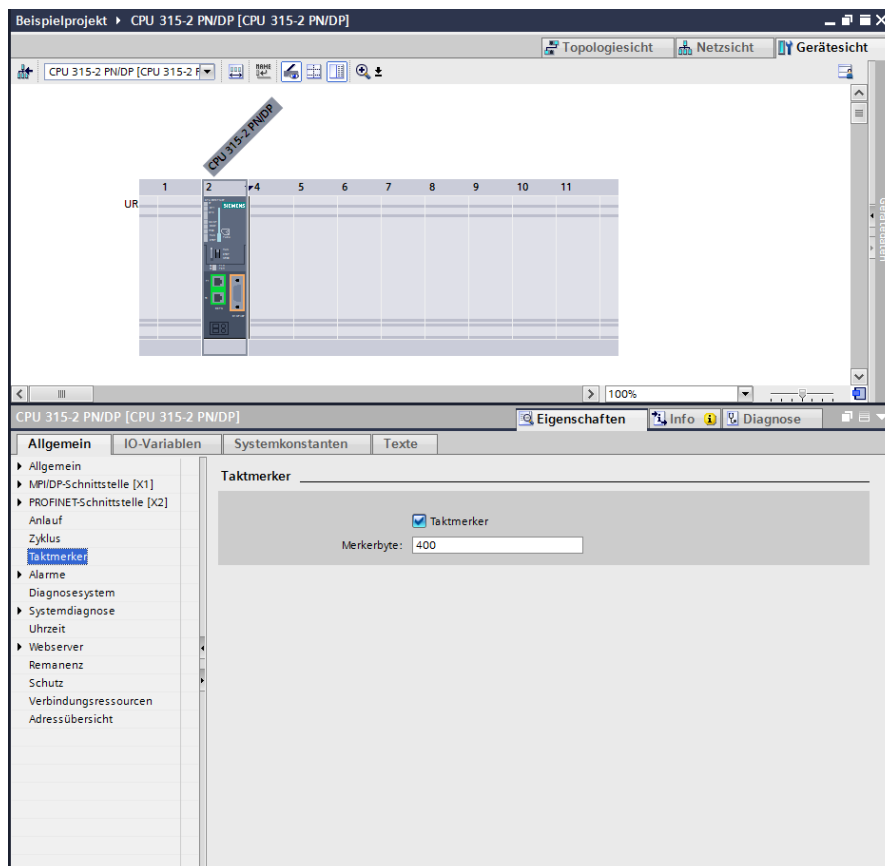 Beispielprojekt ▸ CPU 315-2 PN/DP [CPU 315-2 PN/DP]
Topologiesicht Netzsicht Gerätesicht
CPU 315-2 PN/DP [CPU 315-2 P
CPU 315-2 PN/DP
1 2 4 5 6 7 8 9 10 11
UR
SIEMENS
100%
CPU 315-2 PN/DP [CPU 315-2 PN/DP]
Eigenschaften Info Diagnose
Allgemein IO-Variablen Systemkonstanten Texte
Allgemein
MPI/DP-Schnittstelle [X1]
PROFINET-Schnittstelle [X2]
Anlauf
Zyklus
Taktmerker
Alarme
Diagnosesystem
Systemdiagnose
Uhrzeit
Webserver
Remanenz
Schutz
Verbindungsressourcen
Adressübersicht
Taktmerker
Taktmerker
Merkerbyte: 400